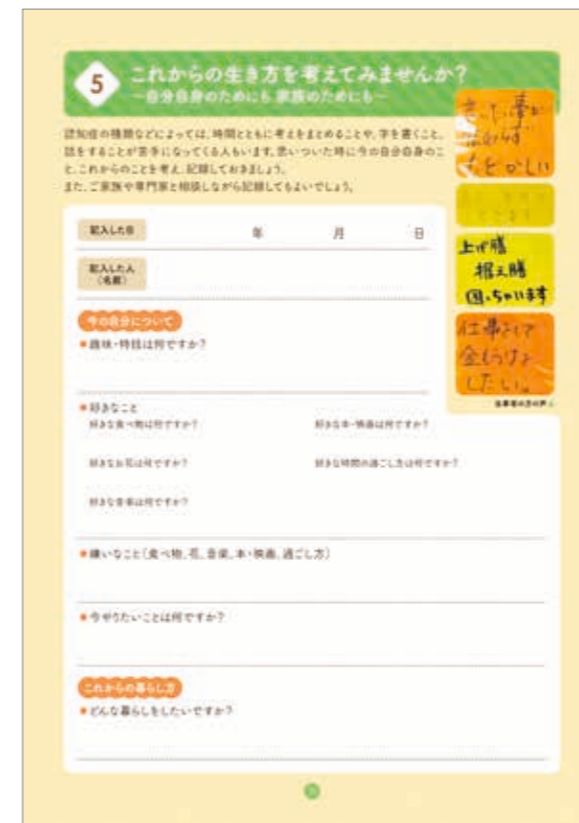 5
これからの生き方を考えてみませんか?
―自分自身のためにも 家族のためにも―
認知症の種類などによっては、時間とともに考えをまとめることや、字を書くこと、
話をすることが苦手になってくる人もいます。思いついた時に今の自分自身のこ
と、これからのことを考え、記録しておきましょう。
また、ご家族や専門家と相談しながら記録してもよいでしょう。
上げ膳
据え膳
困っちゃいます
仕事をして
金もうけを
したい。
当事者の方の声
記入した日 年 月 日
記入した人
(名前)
今の自分について
趣味・特技は何ですか?
好きなこと
好きな食べ物は何ですか? 好きな本・映画は何ですか?
好きなお花は何ですか? 好きな時間の過ごし方は何ですか?
好きな音楽は何ですか?
嫌いなこと(食べ物、花、音楽、本・映画、過ごし方)
今やりたいことは何ですか?
これからの暮らし方
どんな暮らしをしたいですか?